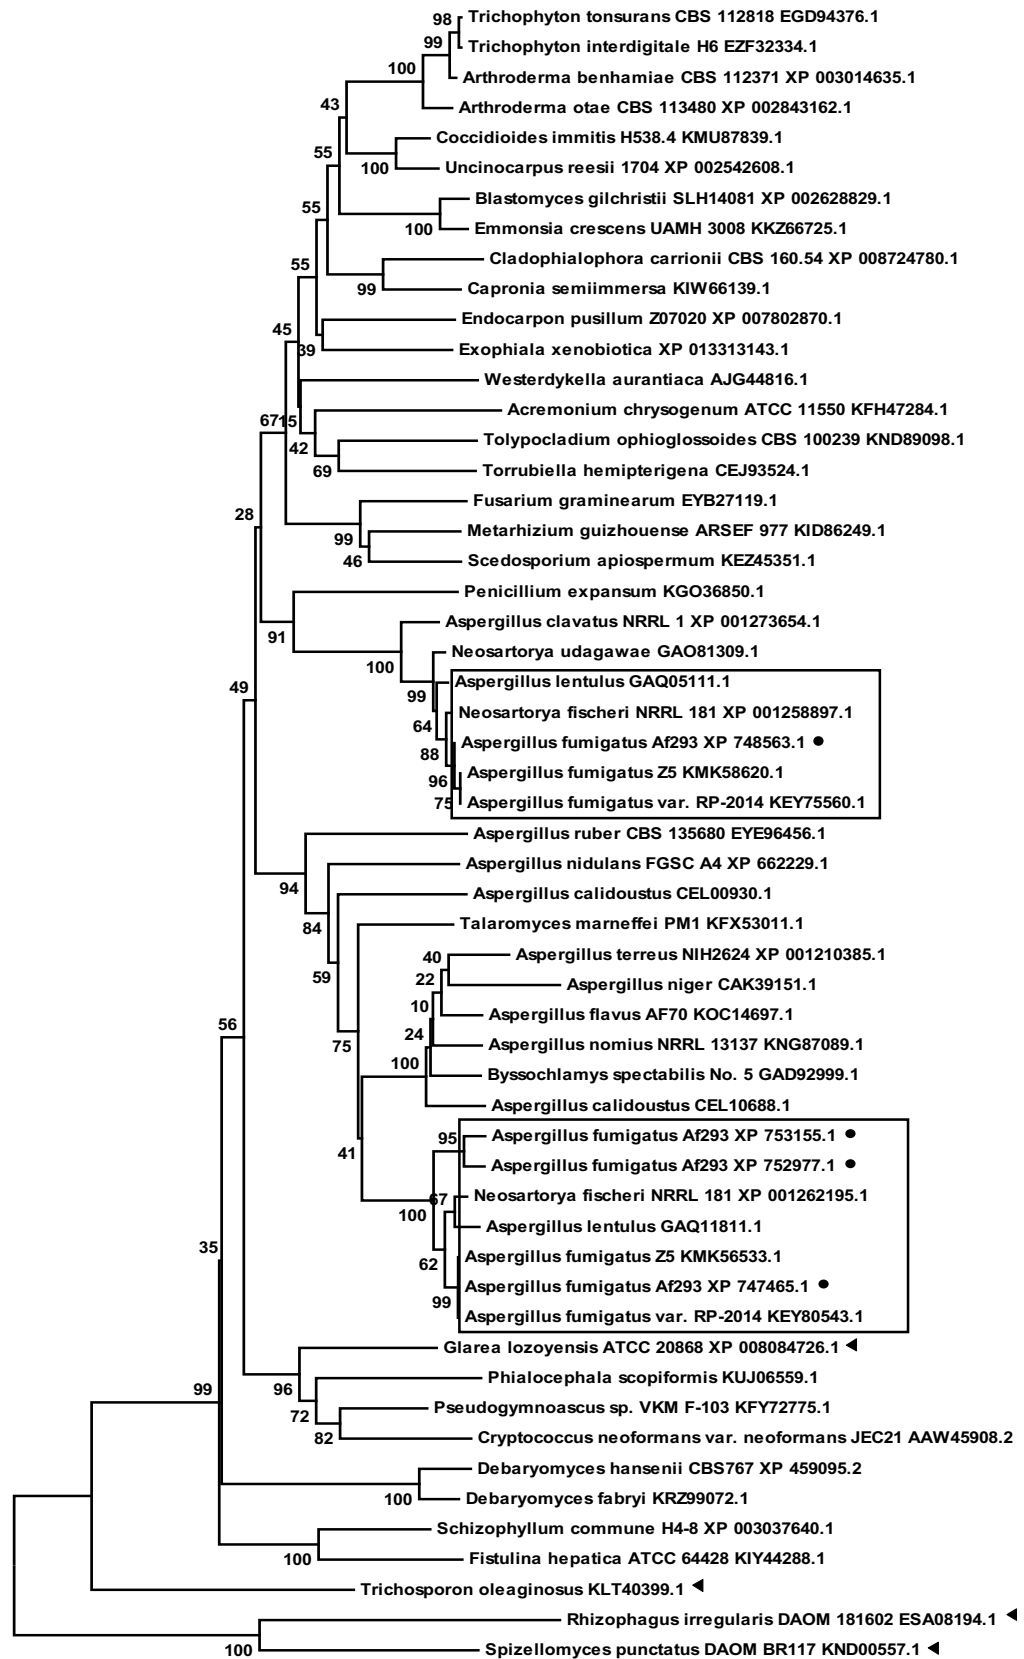 98
Trichophyton tonsurans CBS 112818 EGD94376.1
99
Trichophyton interdigitale H6 EZF32334.1
100
Arthroderma benhamiae CBS 112371 XP 003014635.1
43
Arthroderma otae CBS 113480 XP 002843162.1
Coccidioides immitis H538.4 KMU87839.1
55
100
Uncinocarpus reesii 1704 XP 002542608.1
55
Blastomyces gilchristii SLH14081 XP 002628829.1
100
Emmonsia crescens UAMH 3008 KKZ66725.1
55
Cladophialophora carrionii CBS 160.54 XP 008724780.1
99
Capronia semiimmersa KIW66139.1
45
Endocarpon pusillum Z07020 XP 007802870.1
39
Exophiala xenobiotica XP 013313143.1
Westerdykella aurantiaca AJG44816.1
67
15
Acremonium chrysogenum ATCC 11550 KFH47284.1
42
Tolypocladium ophioglossoides CBS 100239 KND89098.1
69
Torrubiella hemipterigena CEJ93524.1
28
Fusarium graminearum EYB27119.1
99
Metarhizium guizhouense ARSEF 977 KID86249.1
46
Scedosporium apiospermum KEZ45351.1
Penicillium expansum KGO36850.1
91
Aspergillus clavatus NRRL 1 XP 001273654.1
100
Neosartorya udagawae GAO81309.1
49
99
Aspergillus lentulus GAQ05111.1
64
Neosartorya fischeri NRRL 181 XP 001258897.1
88
Aspergillus fumigatus Af293 XP 748563.1
96
Aspergillus fumigatus Z5 KMK58620.1
75
Aspergillus fumigatus var. RP-2014 KEY75560.1
Aspergillus ruber CBS 135680 EYE96456.1
94
Aspergillus nidulans FGSC A4 XP 662229.1
84
Aspergillus calidoustus CEL00930.1
59
Talaromyces marneffei PM1 KFX53011.1
40
Aspergillus terreus NIH2624 XP 001210385.1
22
Aspergillus niger CAK39151.1
10
Aspergillus flavus AF70 KOC14697.1
56
75
24
Aspergillus nomius NRRL 13137 KNG87089.1
100
Byssochlamys spectabilis No. 5 GAD92999.1
Aspergillus calidoustus CEL10688.1
41
95
Aspergillus fumigatus Af293 XP 753155.1
Aspergillus fumigatus Af293 XP 752977.1
67
Neosartorya fischeri NRRL 181 XP 001262195.1
100
Aspergillus lentulus GAQ11811.1
35
62
Aspergillus fumigatus Z5 KMK56533.1
Aspergillus fumigatus Af293 XP 747465.1
99
Aspergillus fumigatus var. RP-2014 KEY80543.1
Glarea lozoyensis ATCC 20868 XP 008084726.1
99
96
Phialocephala scopiformis KUJ06559.1
72
Pseudogymnoascus sp. VKM F-103 KFY72775.1
82
Cryptococcus neoformans var. neoformans JEC21 AAW45908.2
Debaryomyces hansenii CBS767 XP 459095.2
100
Debaryomyces fabryi KRZ99072.1
Schizophyllum commune H4-8 XP 003037640.1
100
Fistulina hepatica ATCC 64428 KIY44288.1
Trichosporon oleaginosus KLT40399.1
Rhizophagus irregularis DAOM 181602 ESA08194.1
100
Spizellomyces punctatus DAOM BR117 KND00557.1